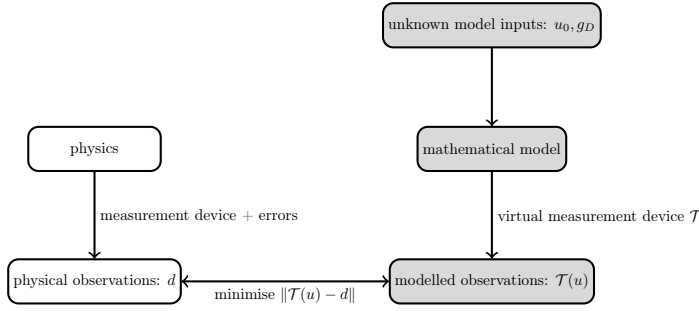 unknown model inputs: u₀, g_D
physics
mathematical model
measurement device + errors
virtual measurement device 𝒯
physical observations: d
modelled observations: 𝒯(u)
minimise ‖𝒯(u) − d‖